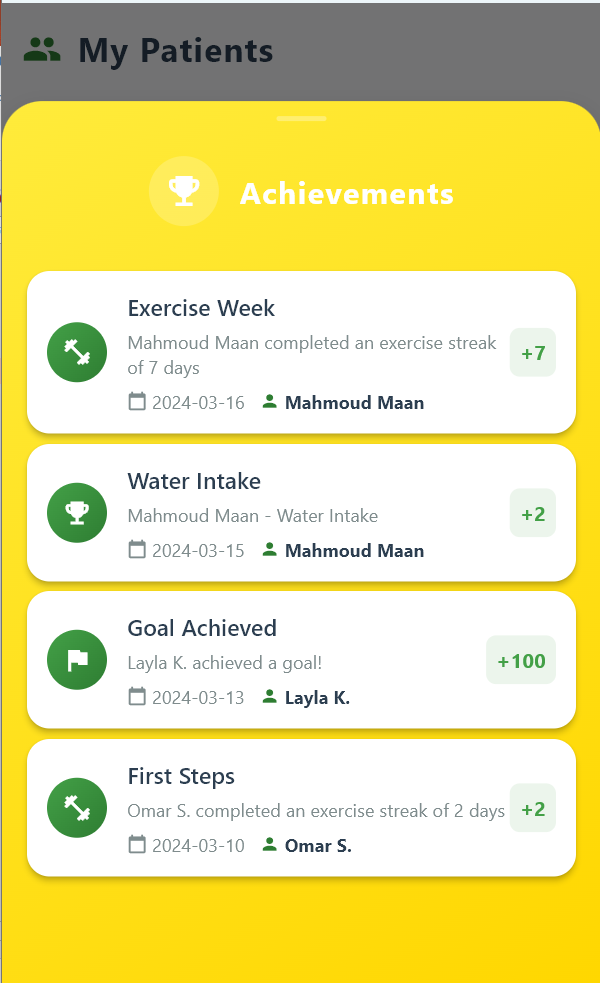 My Patients
Achievements
Exercise Week
Mahmoud Maan completed an exercise streak
of 7 days
+7
2024-03-16 Mahmoud Maan
Water Intake
Mahmoud Maan - Water Intake
+2
2024-03-15 Mahmoud Maan
Goal Achieved
Layla K. achieved a goal!
+100
2024-03-13 Layla K.
First Steps
Omar S. completed an exercise streak of 2 days
+2
2024-03-10 Omar S.